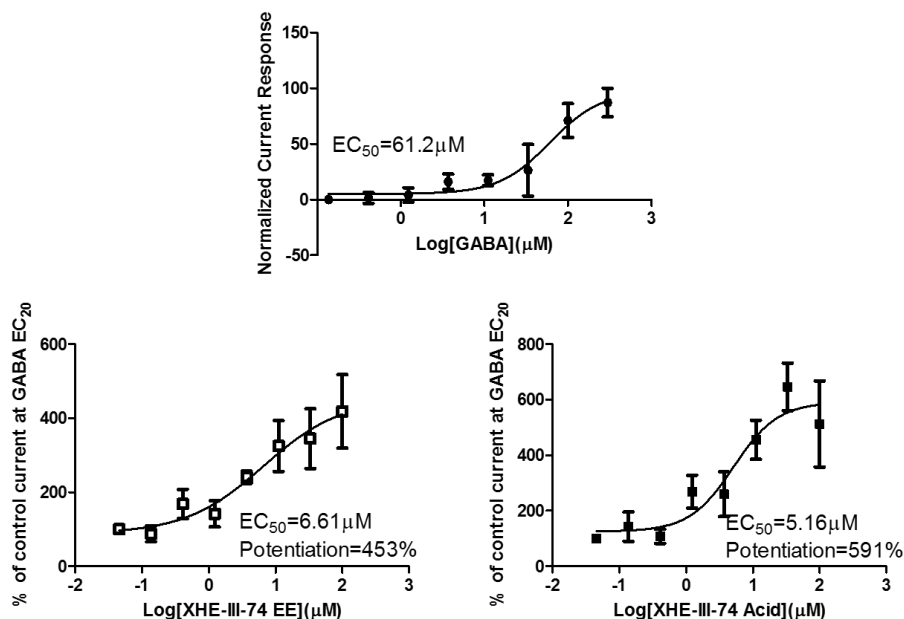 Normalized Current Response
100
50
0
-50
EC₅₀=61.2μM
0 1 2 3
Log[GABA](μM)
% of control current at GABA EC₂₀
600
400
200
0
EC₅₀=6.61μM
Potentiation=453%
-2 -1 0 1 2 3
Log[XHE-III-74 EE](μM)
% of control current at GABA EC₂₀
800
600
400
200
0
EC₅₀=5.16μM
Potentiation=591%
-2 -1 0 1 2 3
Log[XHE-III-74 Acid](μM)